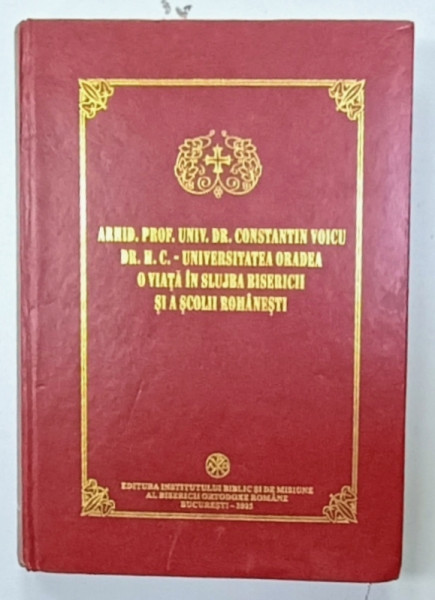 ARHID. PROF. UNIV. DR. CONSTANTIN VOICU
DR. H. C. - UNIVERSITATEA ORADEA
O VIAȚĂ ÎN SLUJBA BISERICII
ȘI A ȘCOLII ROMÂNEȘTI
EDITURA INSTITUTULUI BIBLIC ȘI DE MISIUNE
AL BISERICII ORTODOXE ROMÂNE
BUCUREȘTI -